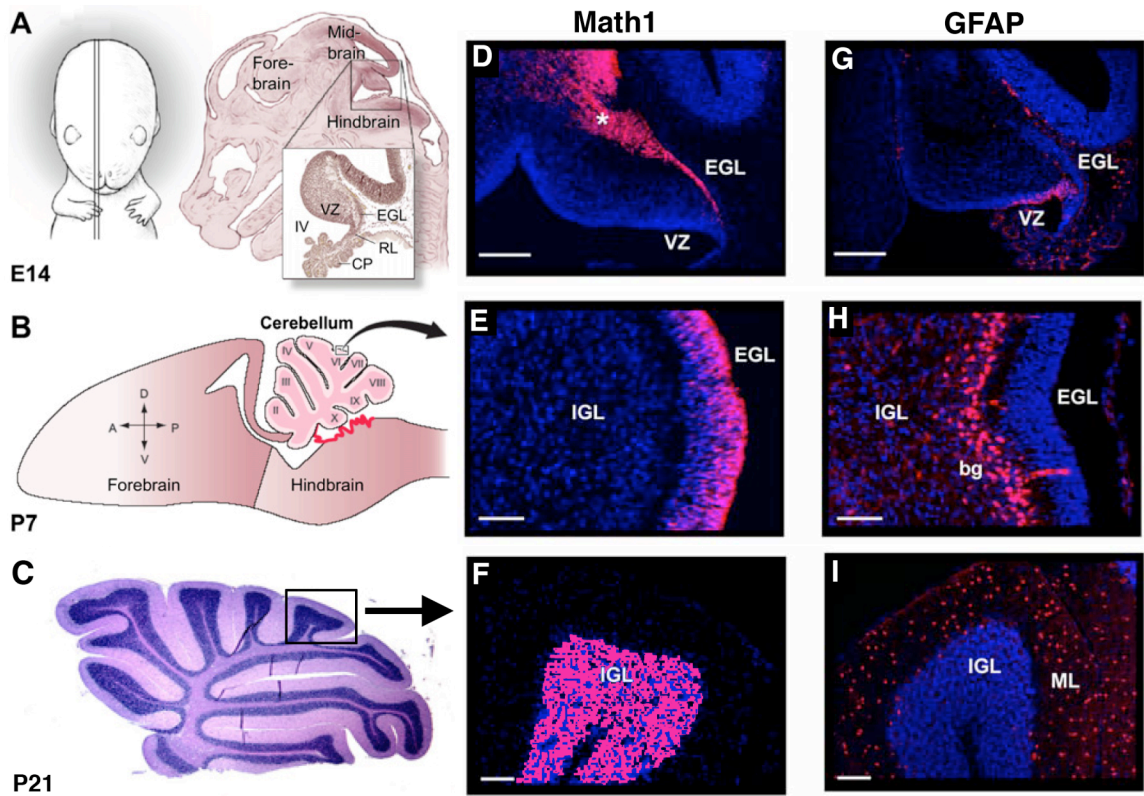 Math1
GFAP
A
Mid-
brain
Fore-
brain
Hindbrain
VZ
EGL
IV
RL
CP
E14
D
*
EGL
VZ
G
EGL
VZ
B
Cerebellum
IV
V
VI
VII
III
VIII
II
IX
X
D
A
P
V
Forebrain
Hindbrain
P7
E
EGL
IGL
H
IGL
EGL
bg
C
P21
F
IGL
I
IGL
ML